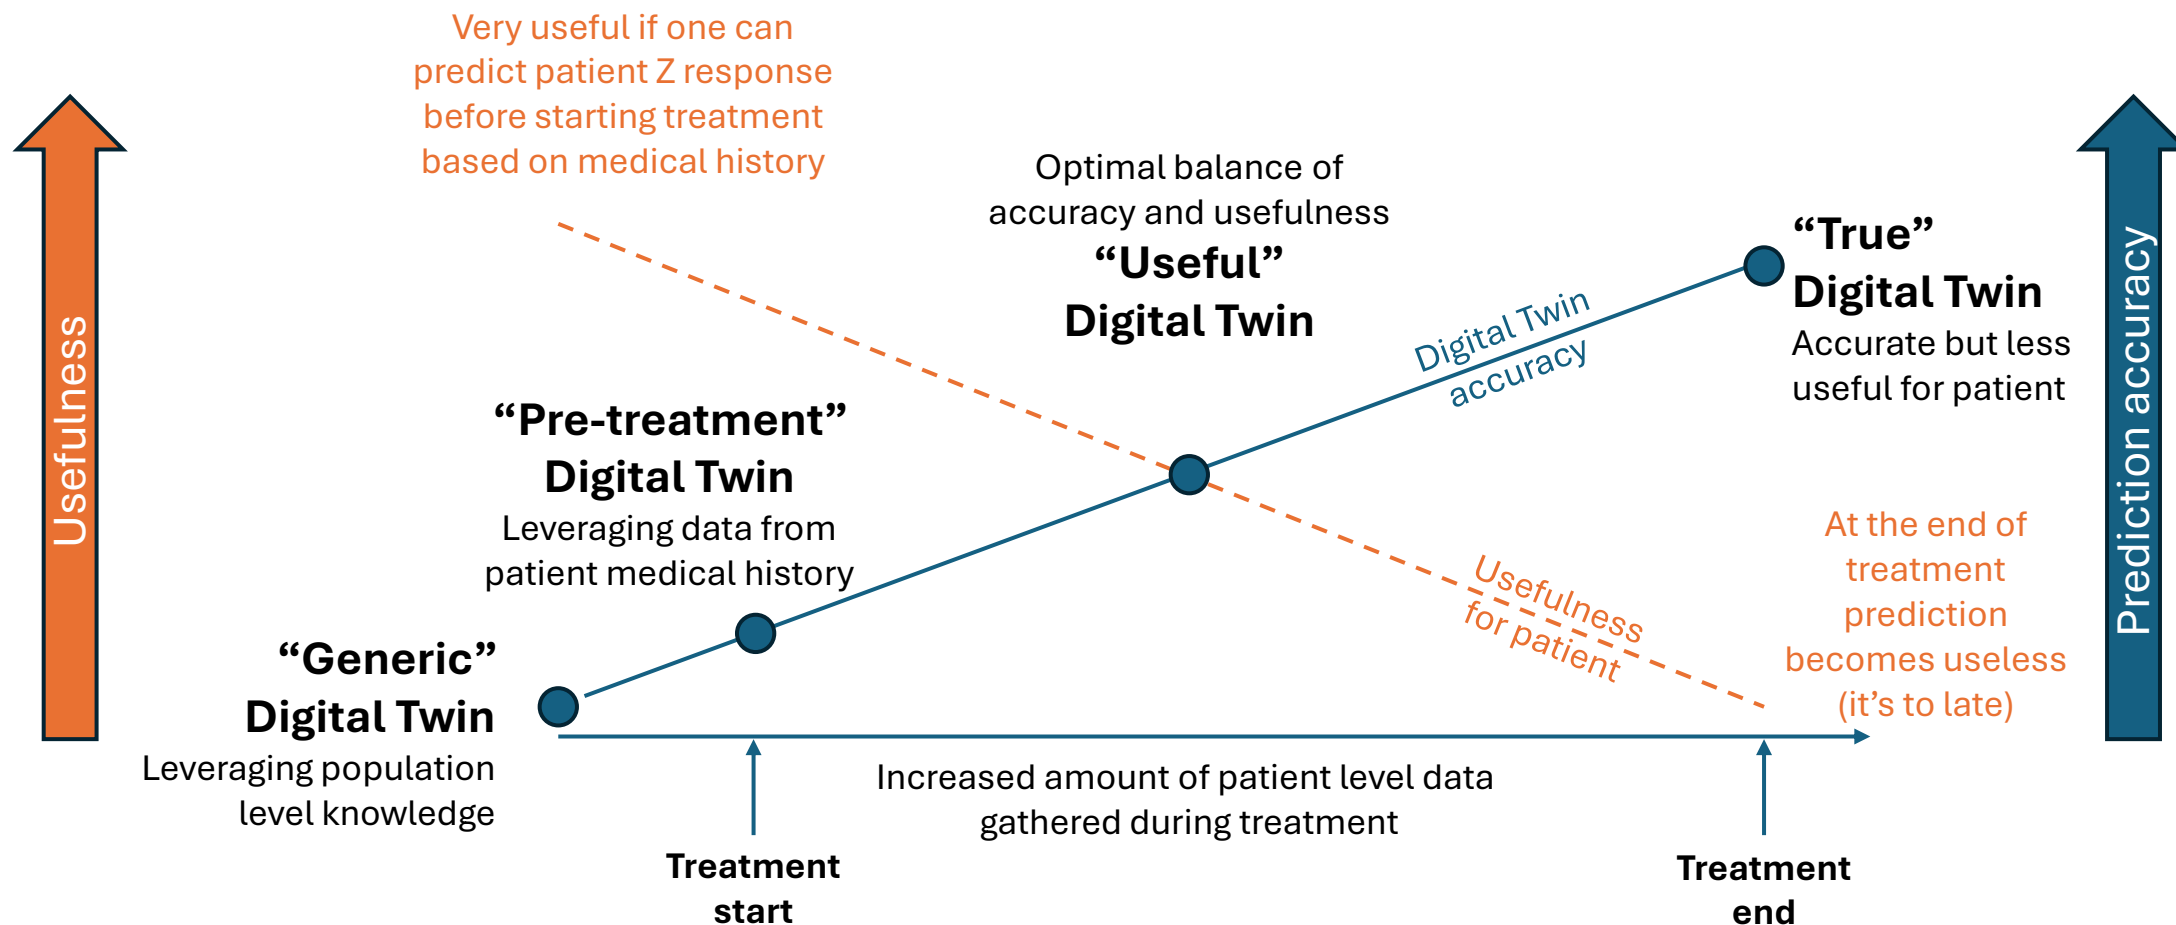 Very useful if one can
predict patient Z response
before starting treatment
based on medical history
Usefulness
Optimal balance of
accuracy and usefulness
“Useful”
Digital Twin
“True”
Digital Twin
Accurate but less
useful for patient
Prediction accuracy
Digital Twin
accuracy
“Pre-treatment”
Digital Twin
Leveraging data from
patient medical history
Usefulness
for patient
At the end of
treatment
prediction
becomes useless
(it’s to late)
“Generic”
Digital Twin
Leveraging population
level knowledge
Increased amount of patient level data
gathered during treatment
Treatment
start
Treatment
end